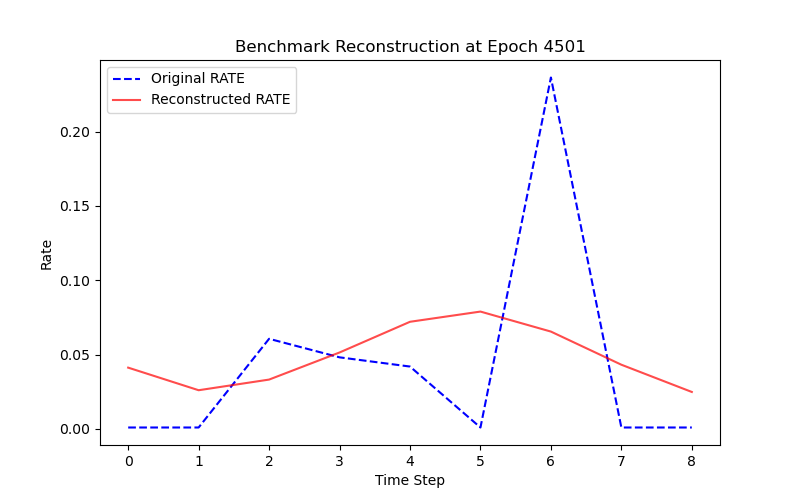 Benchmark Reconstruction at Epoch 4501
Original RATE
Reconstructed RATE
0.20
0.15
0.10
0.05
0.00
Rate
0 1 2 3 4 5 6 7 8
Time Step